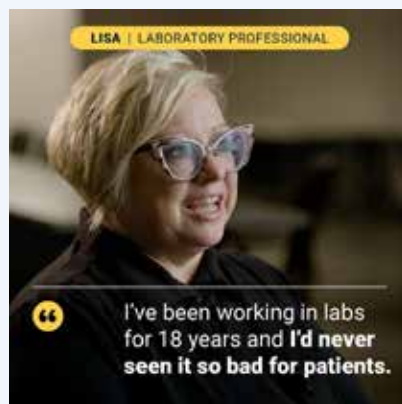 LISA | LABORATORY PROFESSIONAL
“
I've been working in labs
for 18 years and I'd never
seen it so bad for patients.